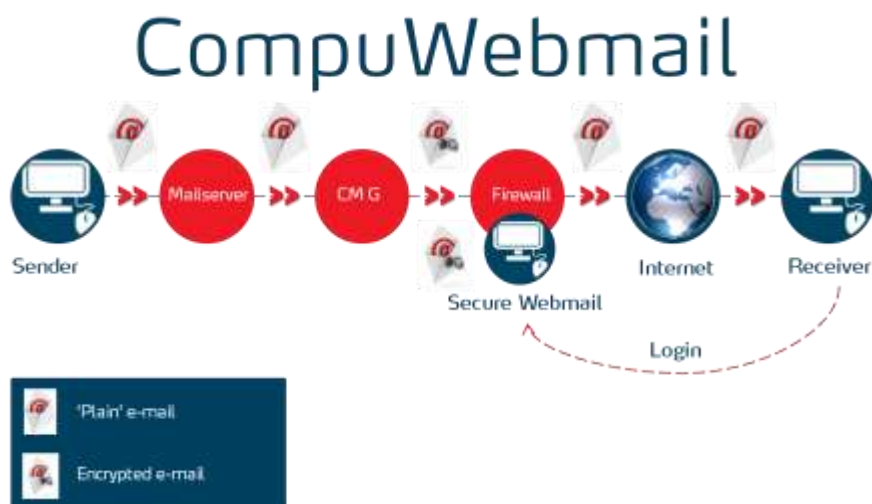 CompuWebmail
Mailserver
CM G
Firewall
Sender
Internet
Receiver
Secure Webmail
Login
'Plain' e-mail
Encrypted e-mail